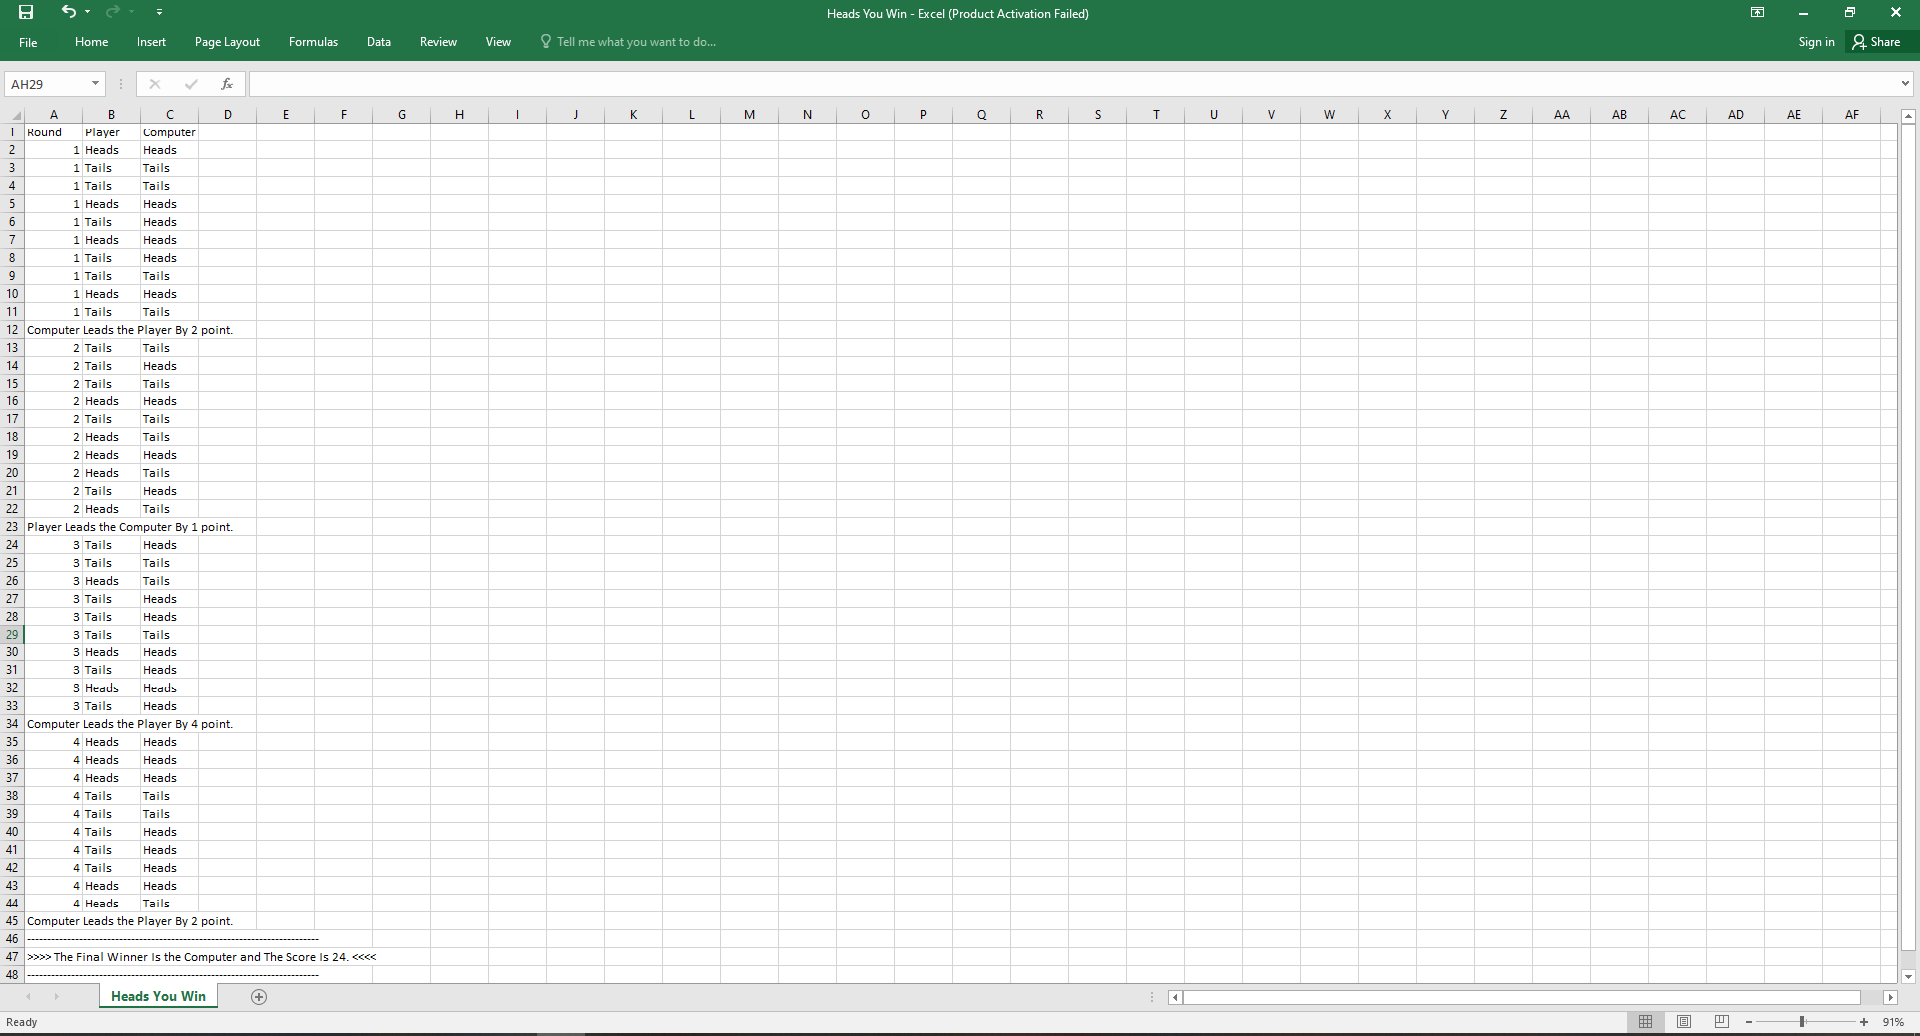 Heads You Win - Excel (Product Activation Failed)
File Home Insert Page Layout Formulas Data Review View Tell me what you want to do... Sign in Share
AH29 fx
A B C D E F G H I J K L M N O P Q R S T U V W X Y Z AA AB AC AD AE AF
1 Round Player Computer
2 1 Heads Heads
3 1 Tails Tails
4 1 Tails Tails
5 1 Heads Heads
6 1 Tails Heads
7 1 Heads Heads
8 1 Tails Heads
9 1 Tails Tails
10 1 Heads Heads
11 1 Tails Tails
12 Computer Leads the Player By 2 point.
13 2 Tails Tails
14 2 Tails Heads
15 2 Tails Tails
16 2 Heads Heads
17 2 Tails Tails
18 2 Heads Tails
19 2 Heads Heads
20 2 Heads Tails
21 2 Tails Heads
22 2 Heads Tails
23 Player Leads the Computer By 1 point.
24 3 Tails Heads
25 3 Tails Tails
26 3 Heads Tails
27 3 Tails Heads
28 3 Tails Heads
29 3 Tails Tails
30 3 Heads Heads
31 3 Tails Heads
32 3 Heads Heads
33 3 Tails Heads
34 Computer Leads the Player By 4 point.
35 4 Heads Heads
36 4 Heads Heads
37 4 Heads Heads
38 4 Tails Tails
39 4 Tails Tails
40 4 Tails Heads
41 4 Tails Heads
42 4 Tails Heads
43 4 Heads Heads
44 4 Heads Tails
45 Computer Leads the Player By 2 point.
46 -------------------------------------------------------------------------
47 >>>> The Final Winner Is the Computer and The Score Is 24. <<<<
48 -------------------------------------------------------------------------
Heads You Win
Ready 91%